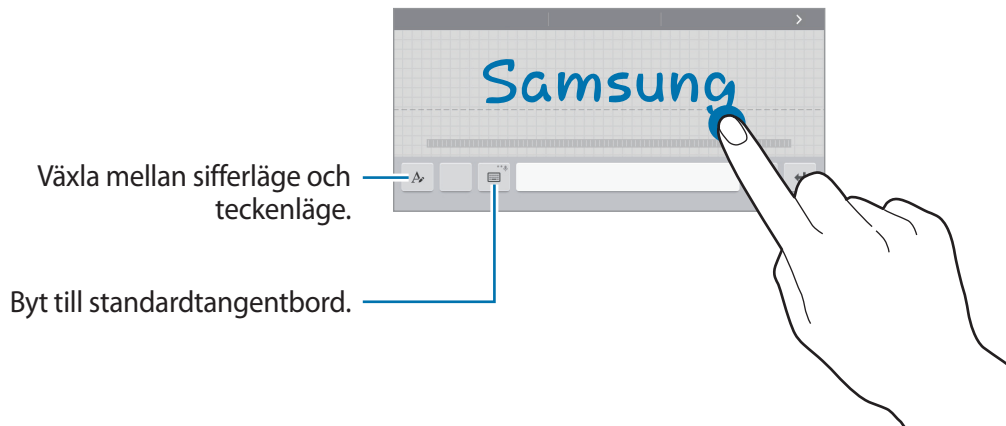 Samsung
Växla mellan sifferläge och
teckenläge.
A
Byt till standardtangentbord.